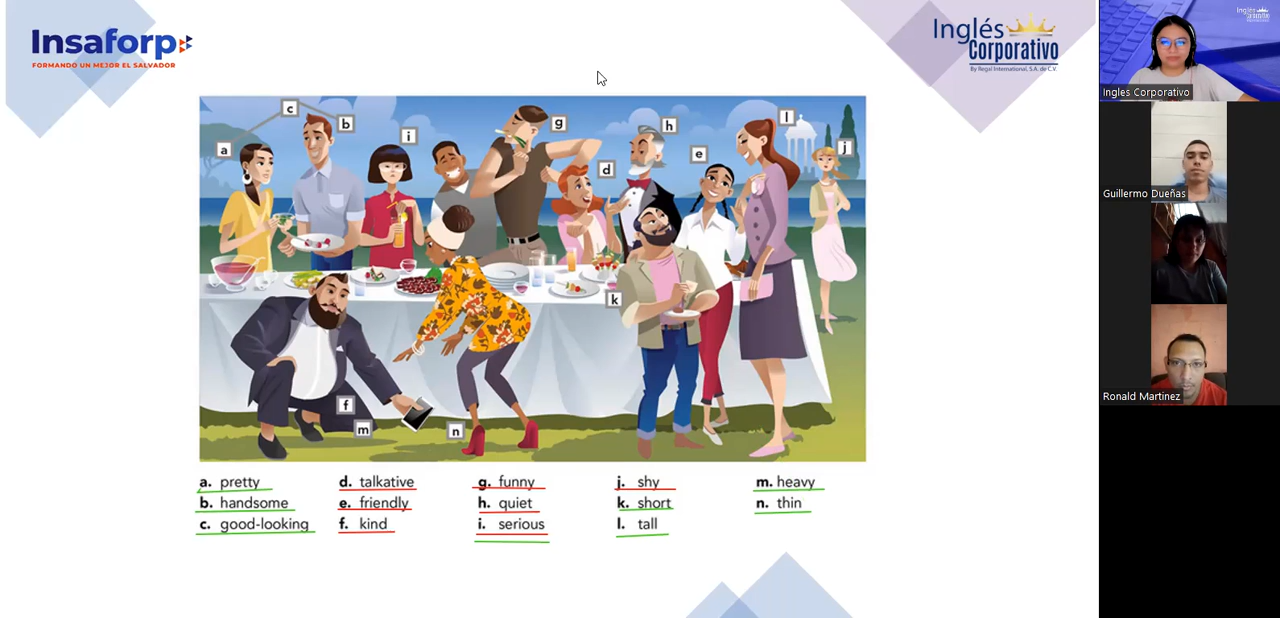 Insaforp
FORMANDO UN MEJOR EL SALVADOR
Inglés
Corporativo
By Regal International, S.A. de C.V.
c
b
a
i
g
h
l
j
e
d
k
f
m
n
a. pretty
b. handsome
c. good-looking
d. talkative
e. friendly
f. kind
g. funny
h. quiet
i. serious
j. shy
k. short
l. tall
m. heavy
n. thin
Ingles Corporativo
Guillermo Dueñas
Ronald Martinez